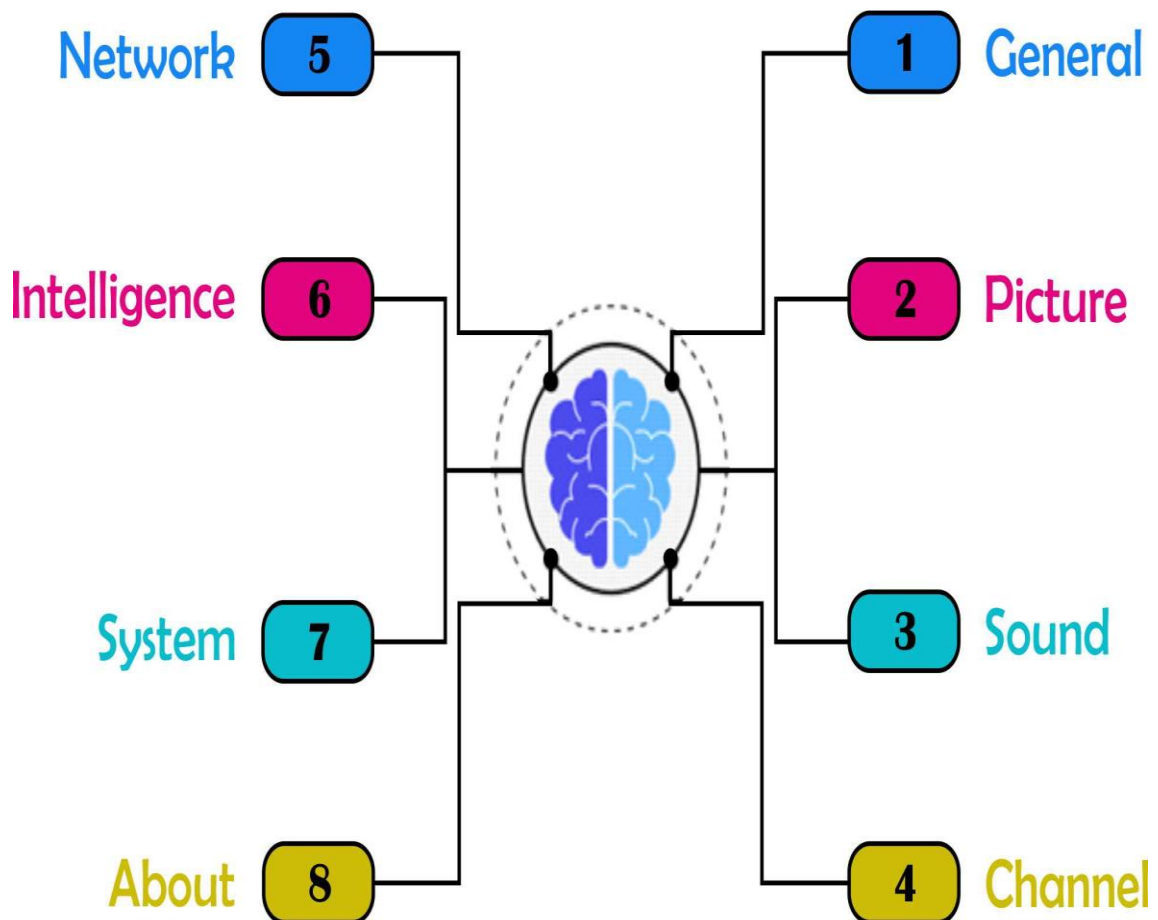 Network 5 1 General
Intelligence 6 2 Picture
System 7 3 Sound
About 8 4 Channel